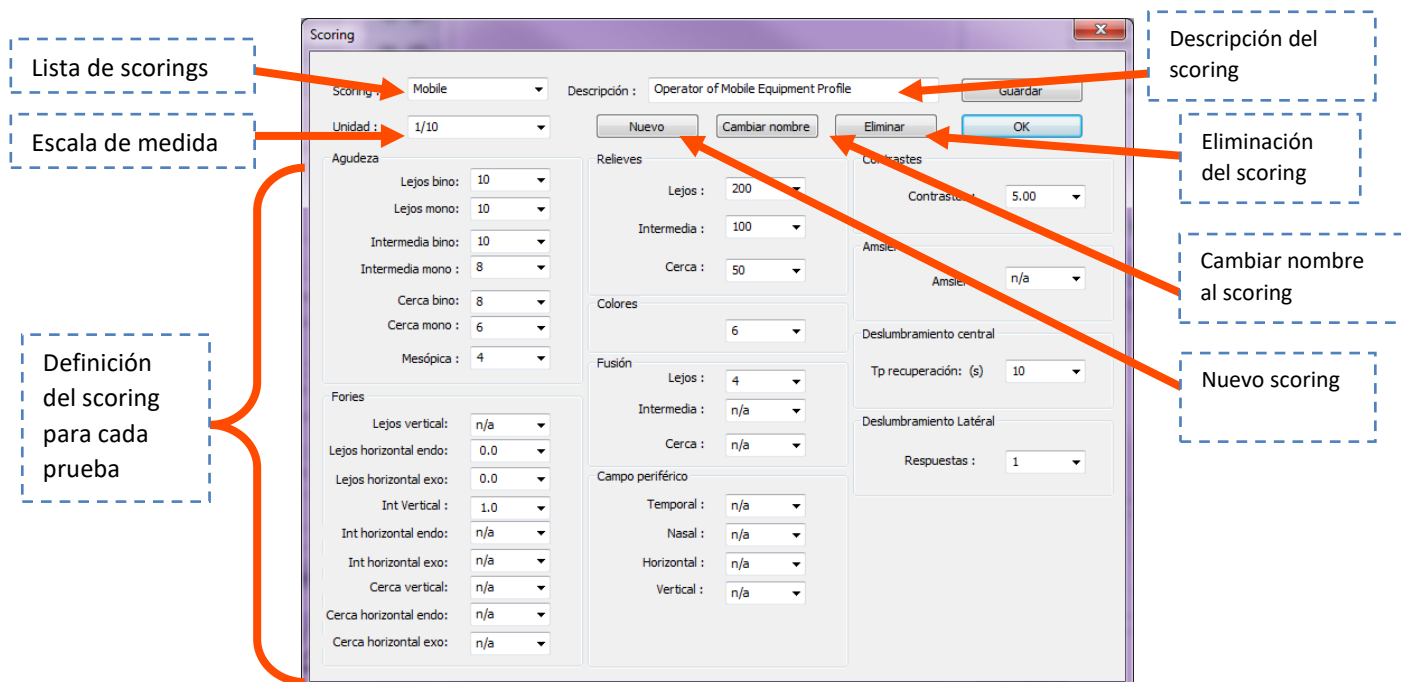 Scoring
Lista de scorings
Escala de medida
Definición
del scoring
para cada
prueba
Scoring :
Mobile
Descripción :
Operator of Mobile Equipment Profile
Guardar
Unidad :
1/10
Nuevo
Cambiar nombre
Eliminar
OK
Agudeza
Lejos bino:
10
Lejos mono:
10
Intermedia bino:
10
Intermedia mono :
8
Cerca bino:
8
Cerca mono :
6
Mesópica :
4
Fories
Lejos vertical:
n/a
Lejos horizontal endo:
0.0
Lejos horizontal exo:
0.0
Int Vertical :
1.0
Int horizontal endo:
n/a
Int horizontal exo:
n/a
Cerca vertical:
n/a
Cerca horizontal endo:
n/a
Cerca horizontal exo:
n/a
Relieves
Lejos :
200
Intermedia :
100
Cerca :
50
Colores
6
Fusión
Lejos :
4
Intermedia :
n/a
Cerca :
n/a
Campo periférico
Temporal :
n/a
Nasal :
n/a
Horizontal :
n/a
Vertical :
n/a
Contrastes
5.00
n/a
Deslumbramiento central
Tp recuperación: (s)
10
Deslumbramiento Latéral
Respuestas :
1
Descripción del
scoring
Eliminación
del scoring
Cambiar nombre
al scoring
Nuevo scoring